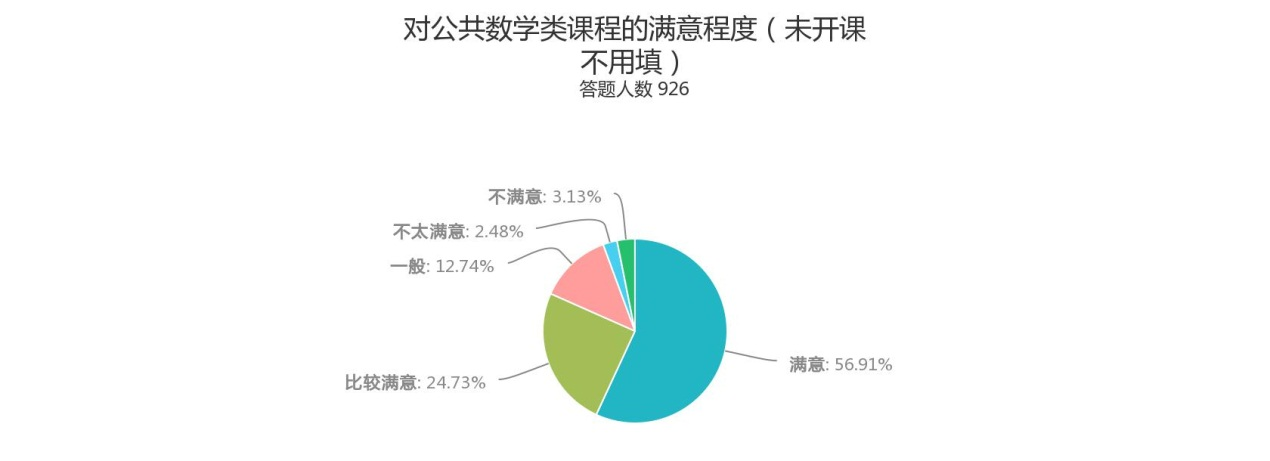 对公共数学类课程的满意程度（未开课
不用填）
答题人数 926
不满意: 3.13%
不太满意: 2.48%
一般: 12.74%
满意: 56.91%
比较满意: 24.73%